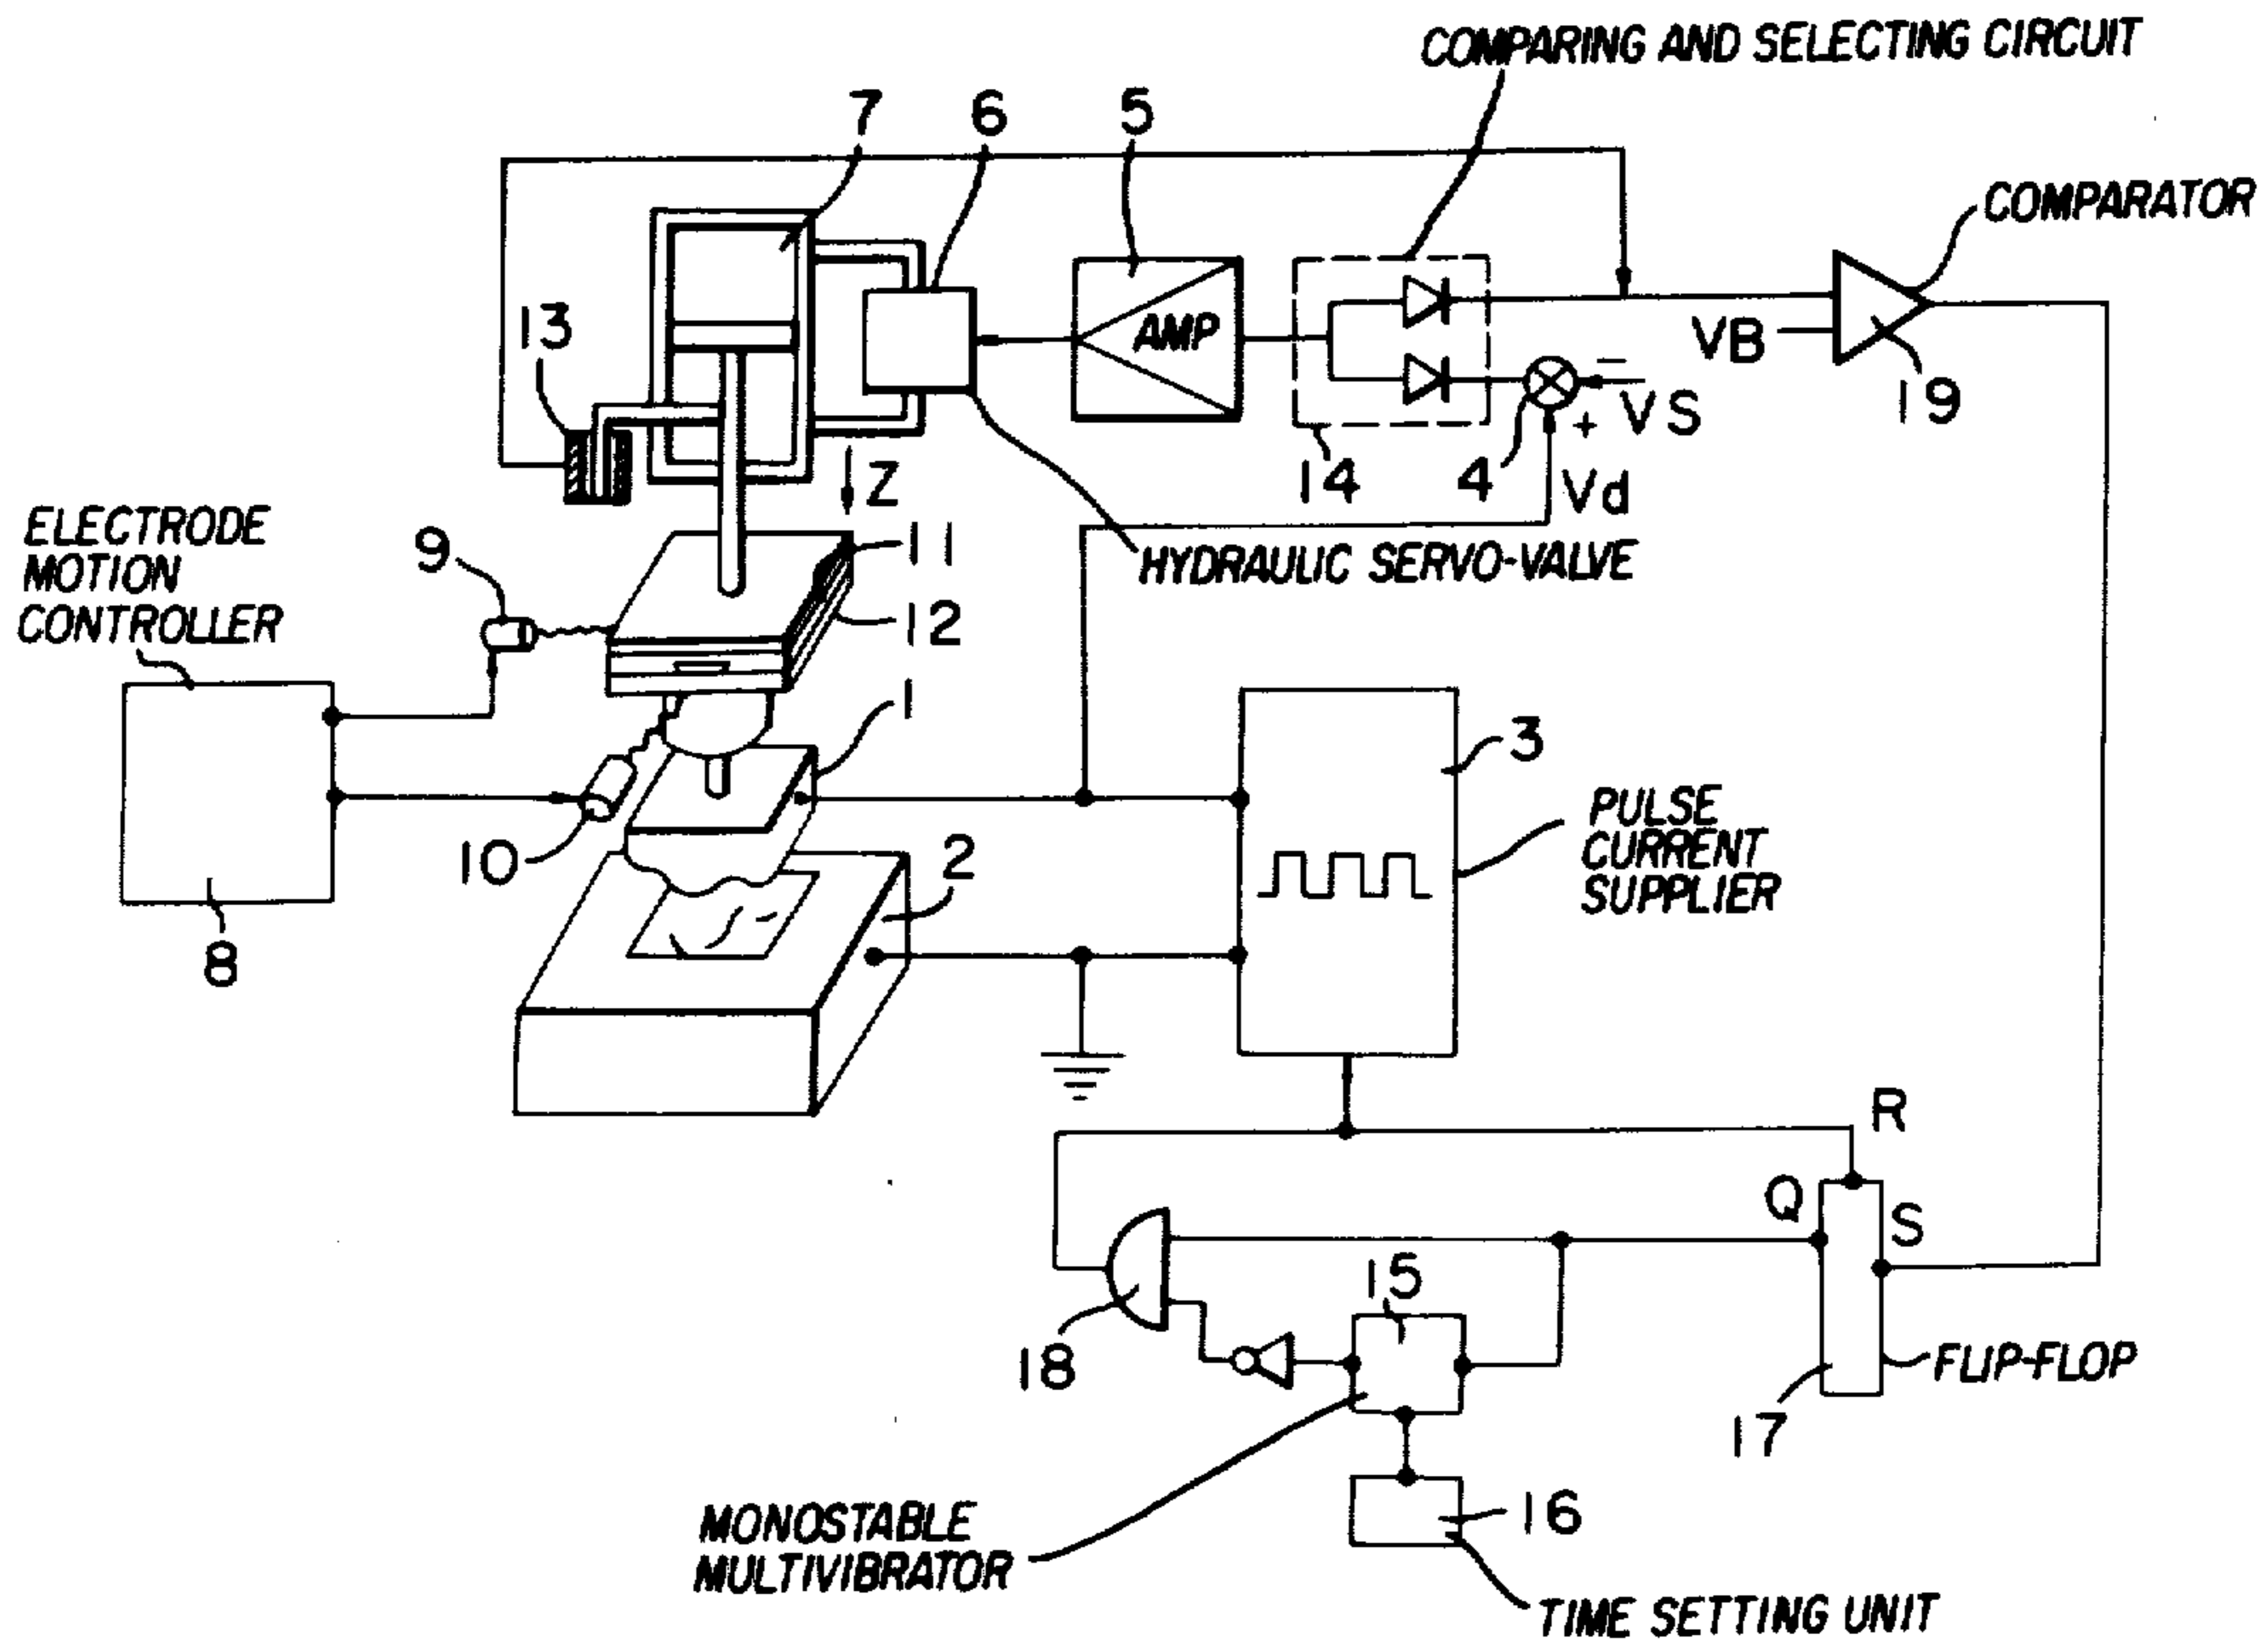 COMPARING AND SELECTING CIRCUIT
7
6
5
COMPARATOR
13
AMP
VB
19
−
+
VS
14
4
Vd
Z
ELECTRODE
MOTION
CONTROLLER
9
11
HYDRAULIC SERVO-VALVE
12
1
3
PULSE
CURRENT
SUPPLIER
10
2
8
R
Q
S
15
18
FLIP-FLOP
17
MONOSTABLE
MULTIVIBRATOR
16
TIME SETTING UNIT